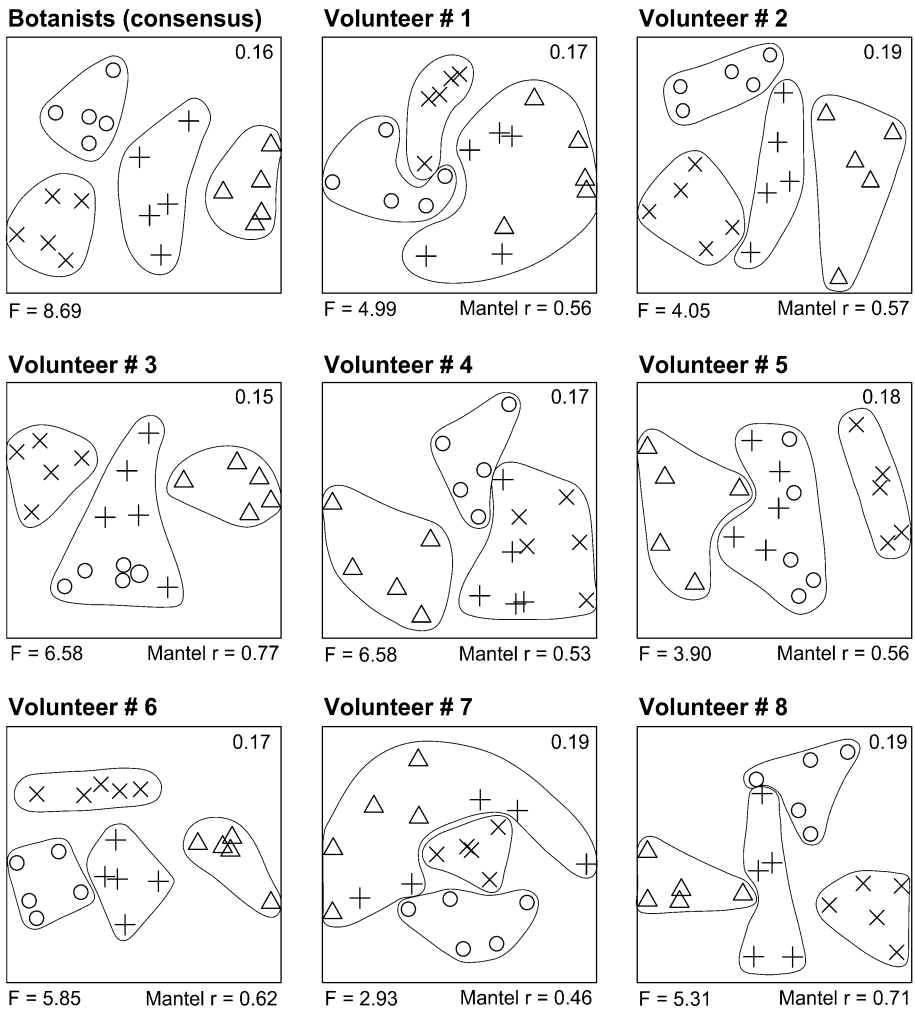 Botanists (consensus)
0.16
F = 8.69
Volunteer # 1
0.17
F = 4.99 Mantel r = 0.56
Volunteer # 2
0.19
F = 4.05 Mantel r = 0.57
Volunteer # 3
0.15
F = 6.58 Mantel r = 0.77
Volunteer # 4
0.17
F = 6.58 Mantel r = 0.53
Volunteer # 5
0.18
F = 3.90 Mantel r = 0.56
Volunteer # 6
0.17
F = 5.85 Mantel r = 0.62
Volunteer # 7
0.19
F = 2.93 Mantel r = 0.46
Volunteer # 8
0.19
F = 5.31 Mantel r = 0.71